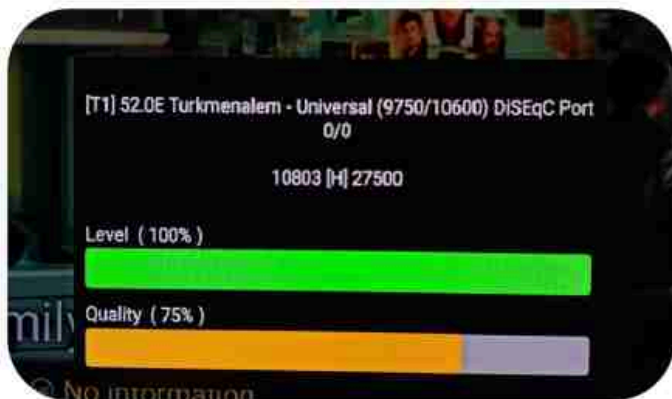 [T1] 52.0E Turkmenalem - Universal (9750/10600) DiSEqC Port
0/0
10803 [H] 27500
Level ( 100% )
Quality ( 75% )
mily
No information